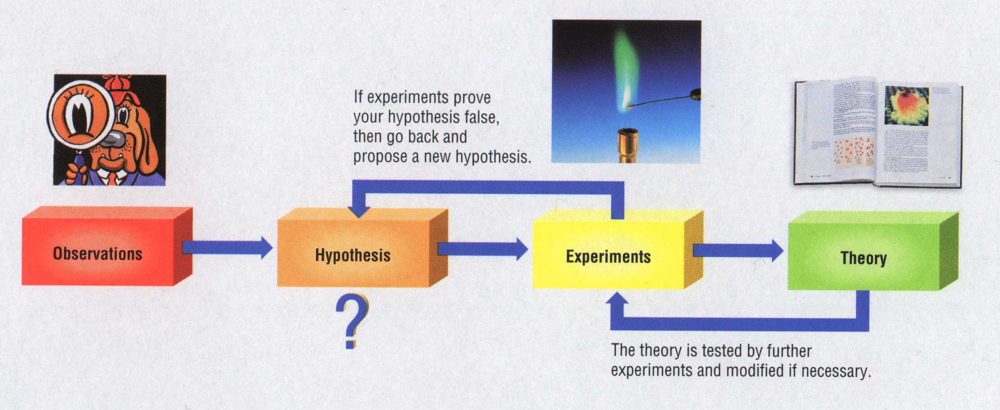 If experiments prove
your hypothesis false,
then go back and
propose a new hypothesis.
Observations
Hypothesis
Experiments
Theory
?
The theory is tested by further
experiments and modified if necessary.